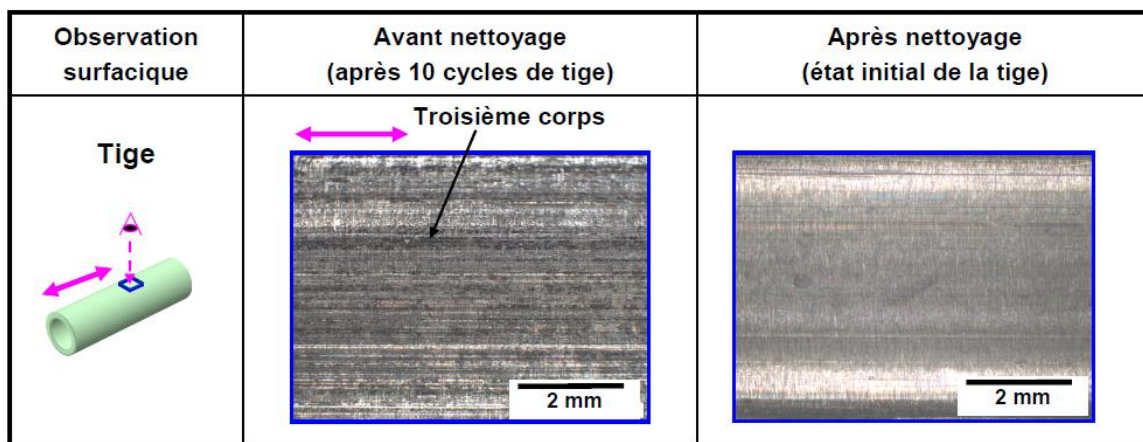 Observation
surfacique
Avant nettoyage
(après 10 cycles de tige)
Après nettoyage
(état initial de la tige)
Tige
Troisième corps
2 mm
2 mm